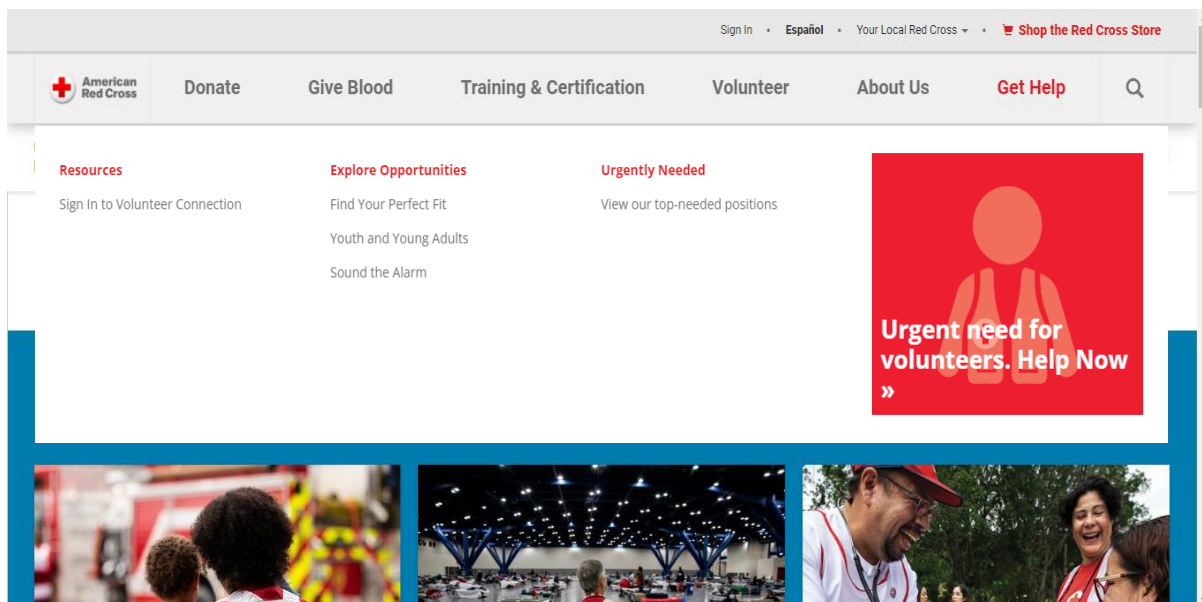 Sign In • Español • Your Local Red Cross • Shop the Red Cross Store
American
Red Cross
Donate Give Blood Training & Certification Volunteer About Us Get Help
Resources Explore Opportunities Urgently Needed
Sign In to Volunteer Connection Find Your Perfect Fit View our top-needed positions
Youth and Young Adults
Sound the Alarm
Urgent need for
volunteers. Help Now
»